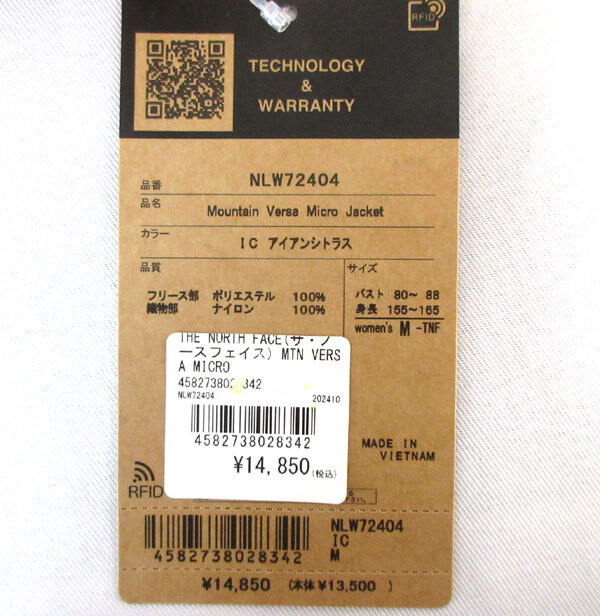 RFID
TECHNOLOGY
&
WARRANTY
品番 NLW72404
品名 Mountain Versa Micro Jacket
カラー IC アイアンシトラス
品質 サイズ
フリース部 ポリエステル 100% バスト 80~ 88
織物部 ナイロン 100% 身長 155~165
women's M -TNF
THE NORTH FACE(ザ・ノ
ースフェイス) MTN VERS
A MICRO
4582738028342
NLW72404 202410
4582738028342
¥14,850(税込)
MADE IN
VIETNAM
RFID
NLW72404
IC
M
4582738028342
¥14,850 (本体 ¥13,500 )